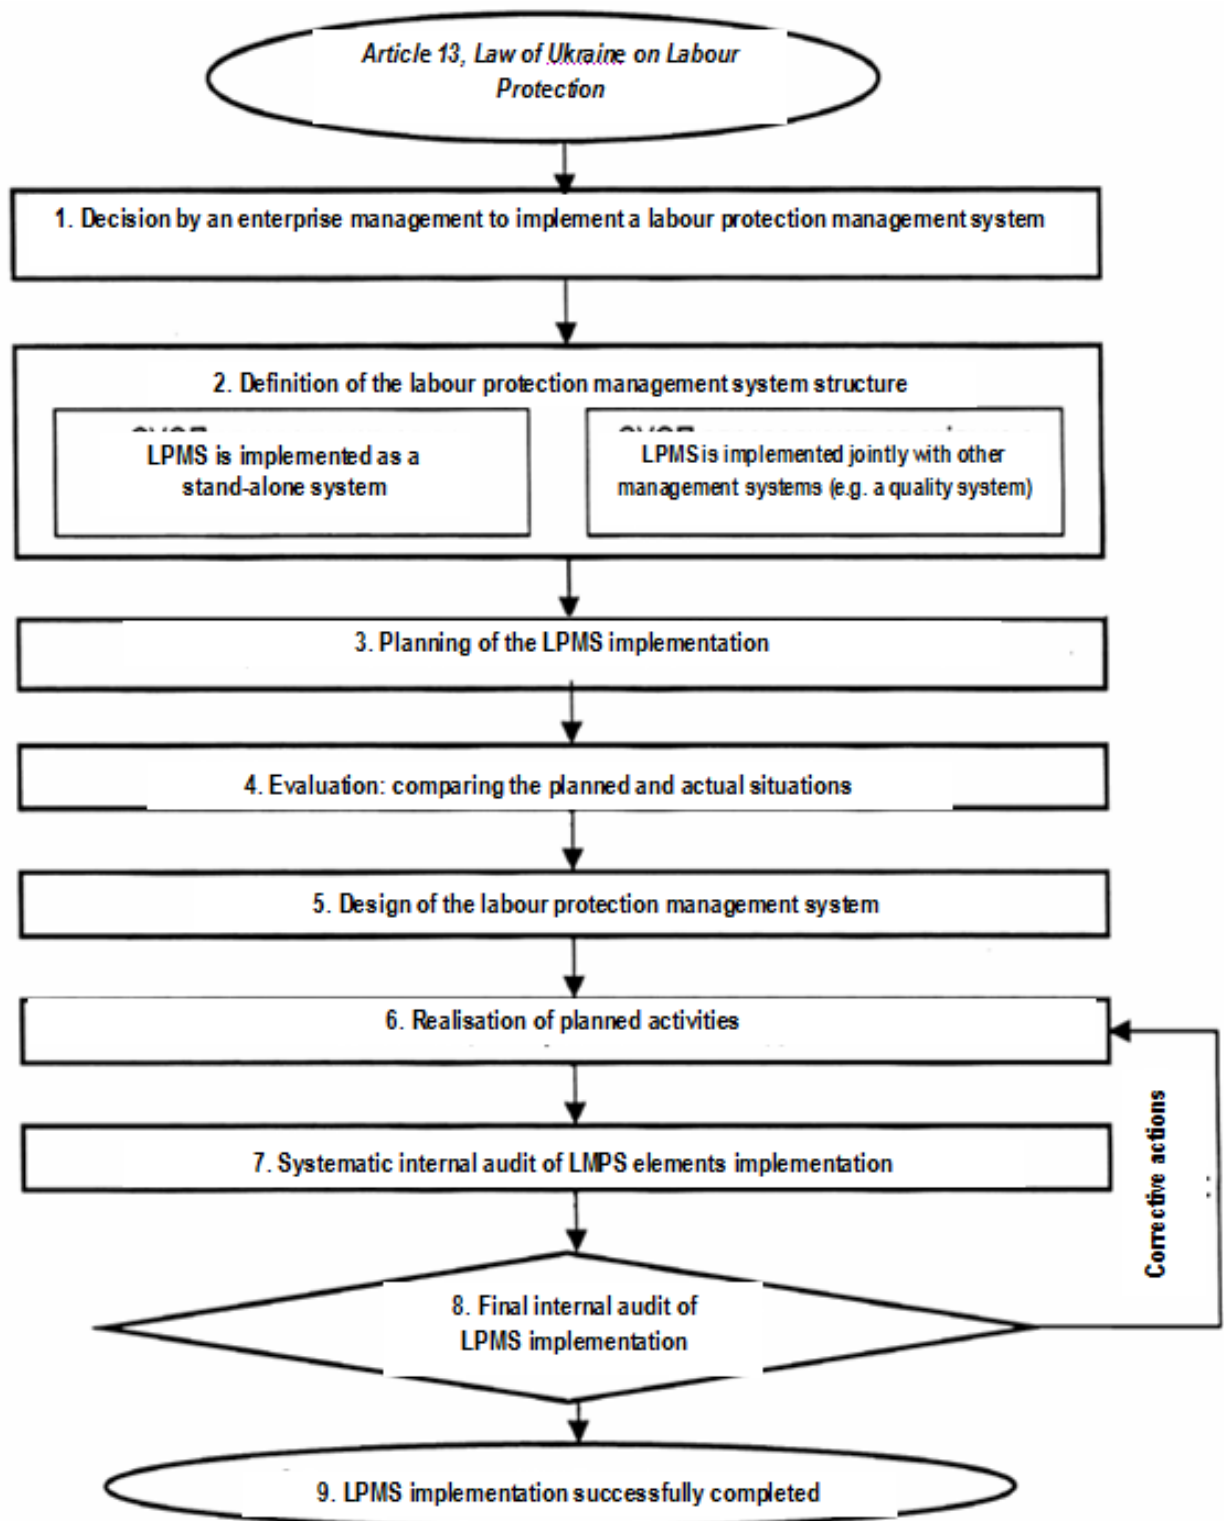 Article 13, Law of Ukraine on Labour
Protection
1. Decision by an enterprise management to implement a labour protection management system
2. Definition of the labour protection management system structure
LPMS is implemented as a
stand-alone system
LPMS is implemented jointly with other
management systems (e.g. a quality system)
3. Planning of the LPMS implementation
4. Evaluation: comparing the planned and actual situations
5. Design of the labour protection management system
6. Realisation of planned activities
7. Systematic internal audit of LMPS elements implementation
Corrective actions
8. Final internal audit of
LPMS implementation
9. LPMS implementation successfully completed